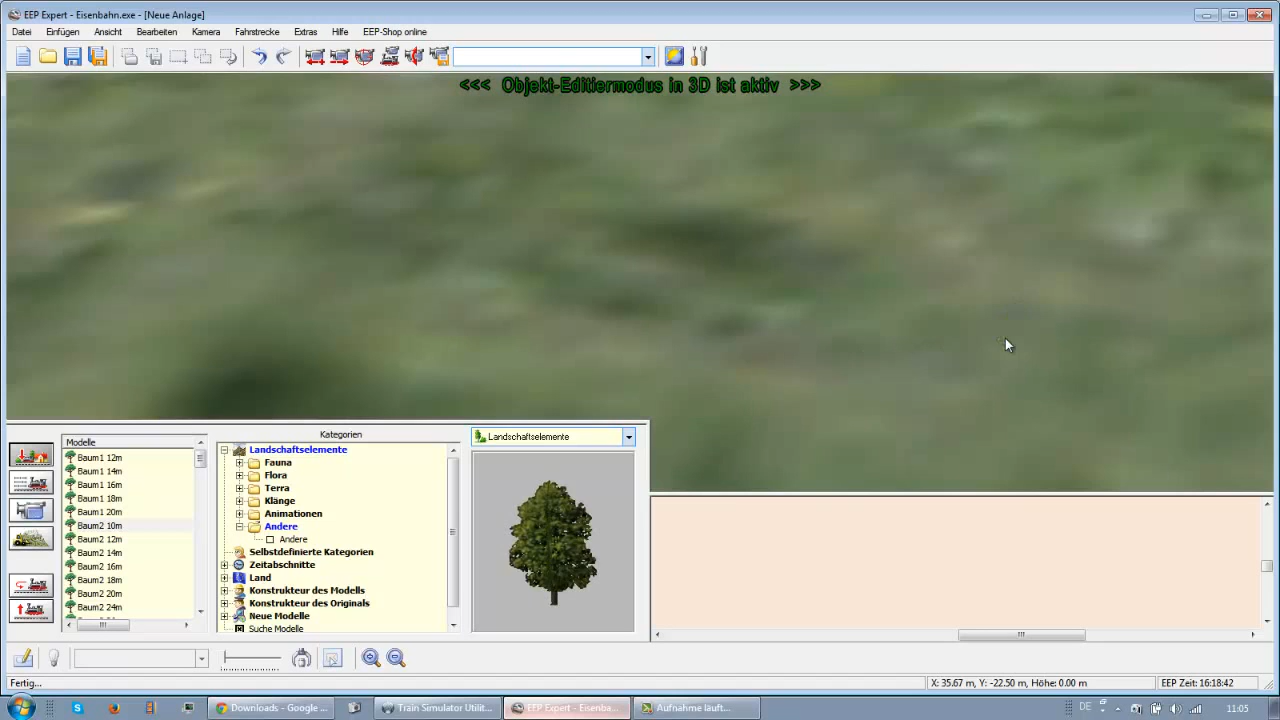 EEP Expert - Eisenbahn.exe - [Neue Anlage]
Datei Einfügen Ansicht Bearbeiten Kamera Fahrstrecke Extras Hilfe EEP-Shop online
<<< Objekt-Editiermodus in 3D ist aktiv >>>
Modelle
Baum1 12m
Baum1 14m
Baum1 16m
Baum1 18m
Baum1 20m
Baum2 10m
Baum2 12m
Baum2 14m
Baum2 16m
Baum2 18m
Baum2 20m
Baum2 24m
Kategorien
Landschaftselemente
Fauna
Flora
Terra
Klänge
Animationen
Andere
Andere
Selbstdefinierte Kategorien
Zeitabschnitte
Land
Konstrukteur des Modells
Konstrukteur des Originals
Neue Modelle
Suche Modelle
Landschaftselemente
Fertig...
X: 35.67 m, Y: -22.50 m, Höhe: 0.00 m
EEP Zeit: 16:18:42
Downloads - Google ...
Train Simulator Utilit...
EEP Expert - Eisenba...
Aufnahme läuft...
DE
11:05